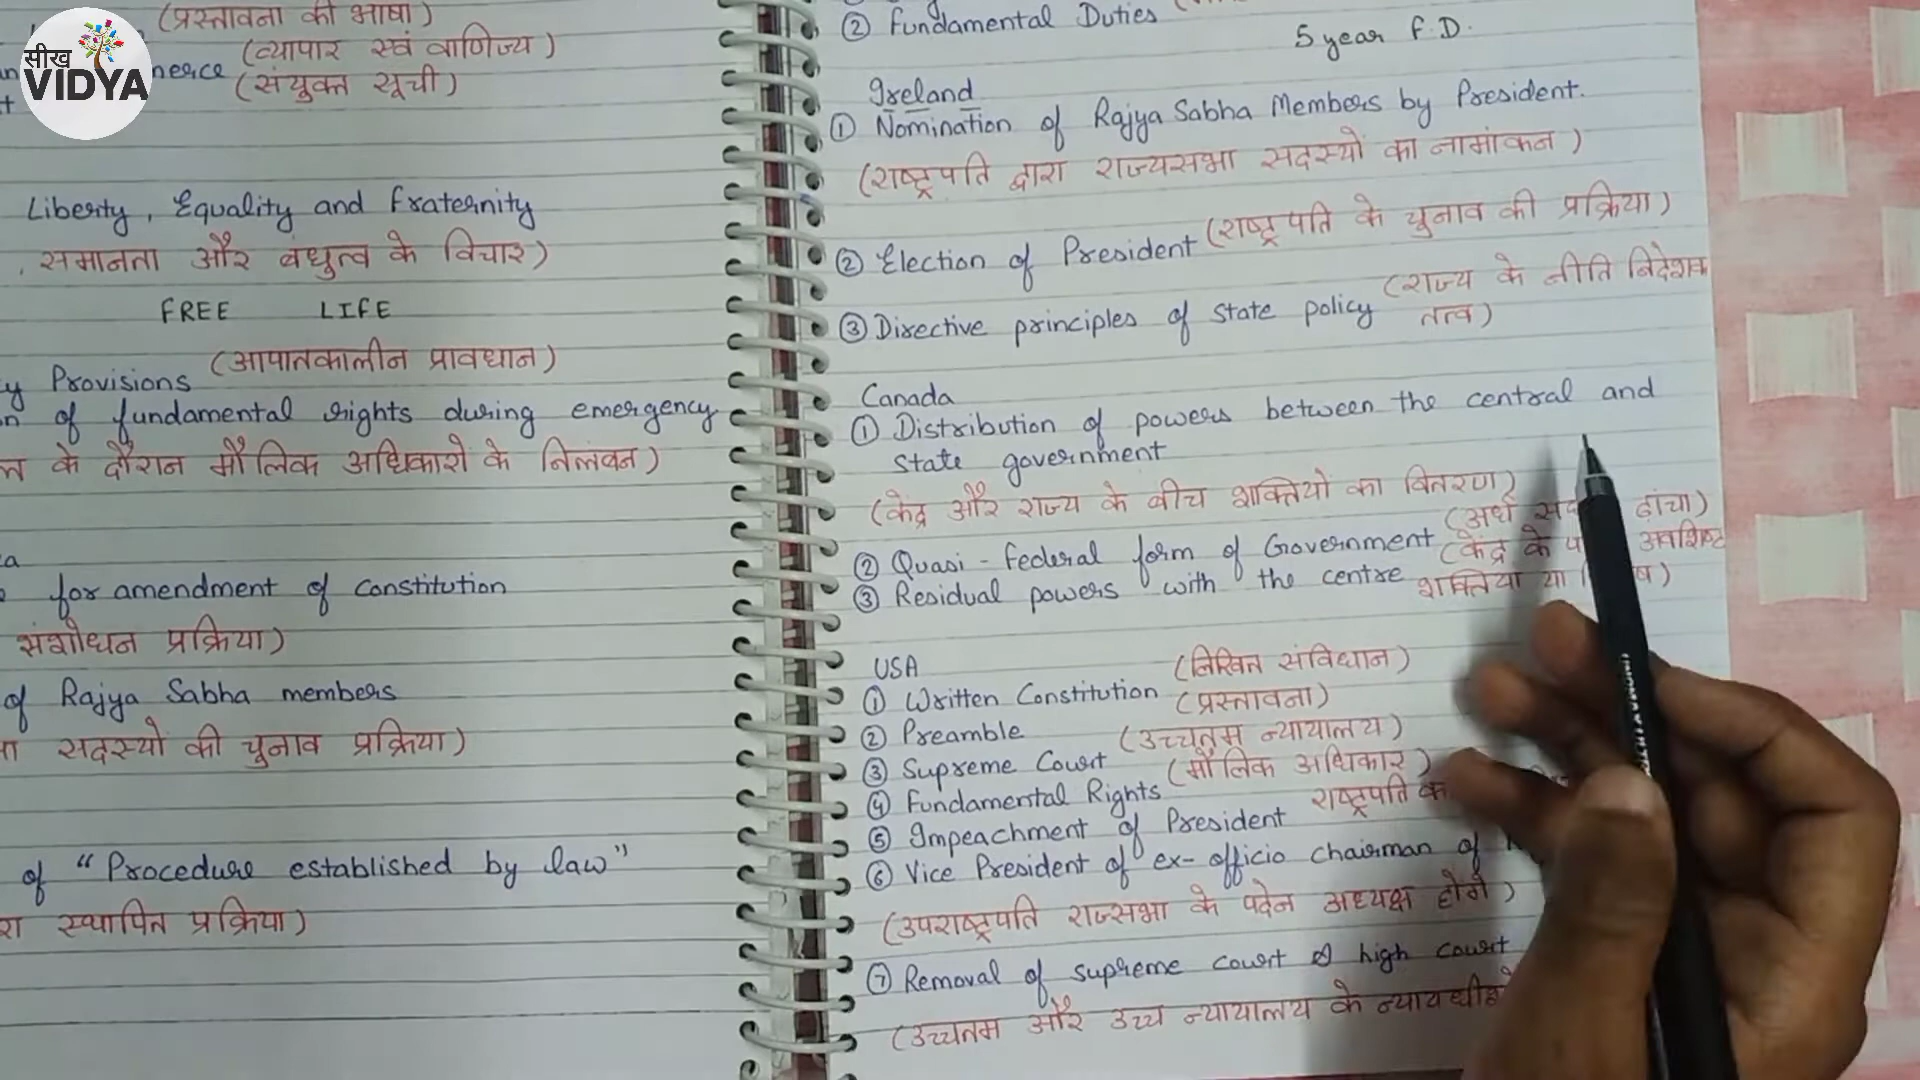 सीख
VIDYA
(प्रस्तावना की भाषा)
(व्यापार एवं वाणिज्य)
(संयुक्त सूची)
Liberty, Equality and Fraternity
समानता और बंधुत्व के विचार)
FREE LIFE
(आपातकालीन प्रावधान)
Provisions
of fundamental rights during emergency
के दौरान मौलिक अधिकारो के निलंबन)
for amendment of constitution
संशोधन प्रक्रिया)
of Rajya Sabha members
सदस्यों की चुनाव प्रक्रिया)
of "Procedure established by law"
स्थापित प्रक्रिया)
② Fundamental Duties
5 year F.D.
Ireland
① Nomination of Rajya Sabha Members by President.
(राष्ट्रपति द्वारा राज्यसभा सदस्यों का नामांकन)
② Election of President (राष्ट्रपति के चुनाव की प्रक्रिया)
③ Directive principles of state policy (राज्य के नीति निदेशक
तत्व)
Canada
① Distribution of powers between the central and
state government
(केंद्र और राज्य के बीच शक्तियों का वितरण)
② Quasi - Federal form of Government (अर्ध ढांचा)
③ Residual powers with the centre (केंद्र के अवशिष्ट
शक्तियां या
USA
① Written Constitution (लिखित संविधान)
② Preamble (प्रस्तावना)
③ Supreme Court (उच्चतम न्यायालय)
④ Fundamental Rights (मौलिक अधिकार)
⑤ Impeachment of President राष्ट्रपति
⑥ Vice President of ex-officio chairman of
(उपराष्ट्रपति राज्सभा के पदेन अध्यक्ष होंगे)
⑦ Removal of supreme court & high court
(उच्चतम और उच्च न्यायालय के